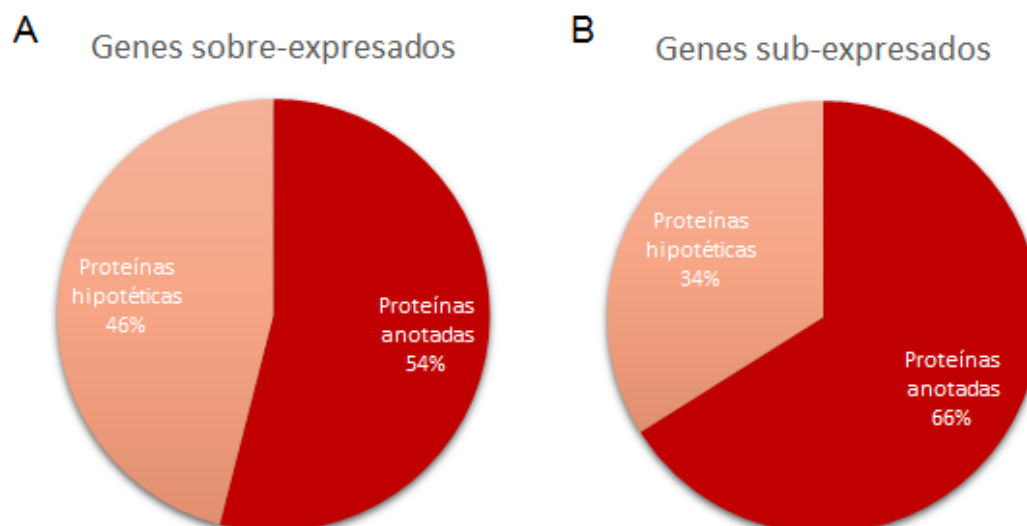 A
Genes sobre-expresados
Proteínas
hipotéticas
46%
Proteínas
anotadas
54%
B
Genes sub-expresados
Proteínas
hipotéticas
34%
Proteínas
anotadas
66%